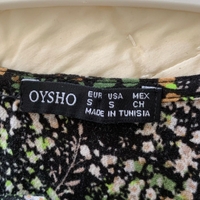 OYSHO
EUR USA MEX
S S CH
MADE IN TUNISIA